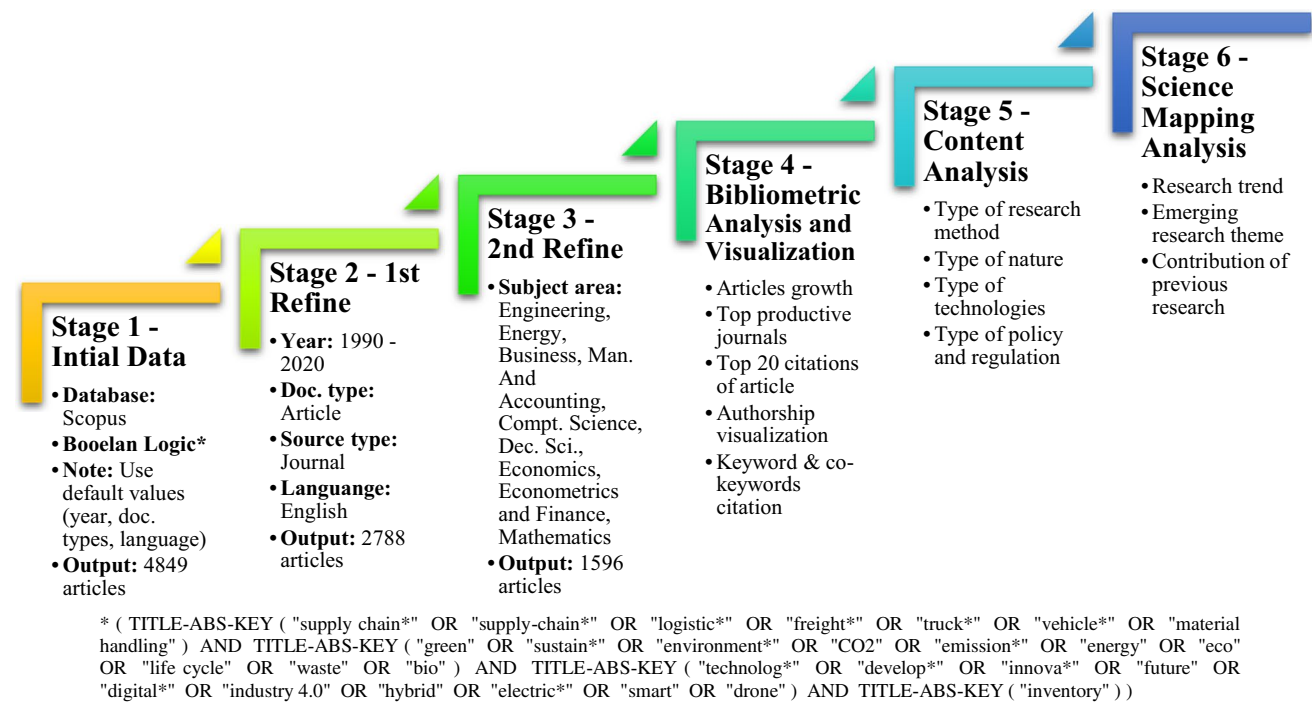 Stage 1 -
Intial Data
• Database:
Scopus
• Booelan Logic*
• Note: Use
default values
(year, doc.
types, language)
• Output: 4849
articles
Stage 2 - 1st
Refine
• Year: 1990 -
2020
• Doc. type:
Article
• Source type:
Journal
• Languange:
English
• Output: 2788
articles
Stage 3 -
2nd Refine
• Subject area:
Engineering,
Energy,
Business, Man.
And
Accounting,
Compt. Science,
Dec. Sci.,
Economics,
Econometrics
and Finance,
Mathematics
• Output: 1596
articles
Stage 4 -
Bibliometric
Analysis and
Visualization
• Articles growth
• Top productive
journals
• Top 20 citations
of article
• Authorship
visualization
• Keyword & co-
keywords
citation
Stage 5 -
Content
Analysis
• Type of research
method
• Type of nature
• Type of
technologies
• Type of policy
and regulation
Stage 6 -
Science
Mapping
Analysis
• Research trend
• Emerging
research theme
• Contribution of
previous
research
* ( TITLE-ABS-KEY ( "supply chain*" OR "supply-chain*" OR "logistic*" OR "freight*" OR "truck*" OR "vehicle*" OR "material
handling" ) AND TITLE-ABS-KEY ( "green" OR "sustain*" OR "environment*" OR "CO2" OR "emission*" OR "energy" OR "eco"
OR "life cycle" OR "waste" OR "bio" ) AND TITLE-ABS-KEY ( "technolog*" OR "develop*" OR "innova*" OR "future" OR
"digital*" OR "industry 4.0" OR "hybrid" OR "electric*" OR "smart" OR "drone" ) AND TITLE-ABS-KEY ( "inventory" ) )